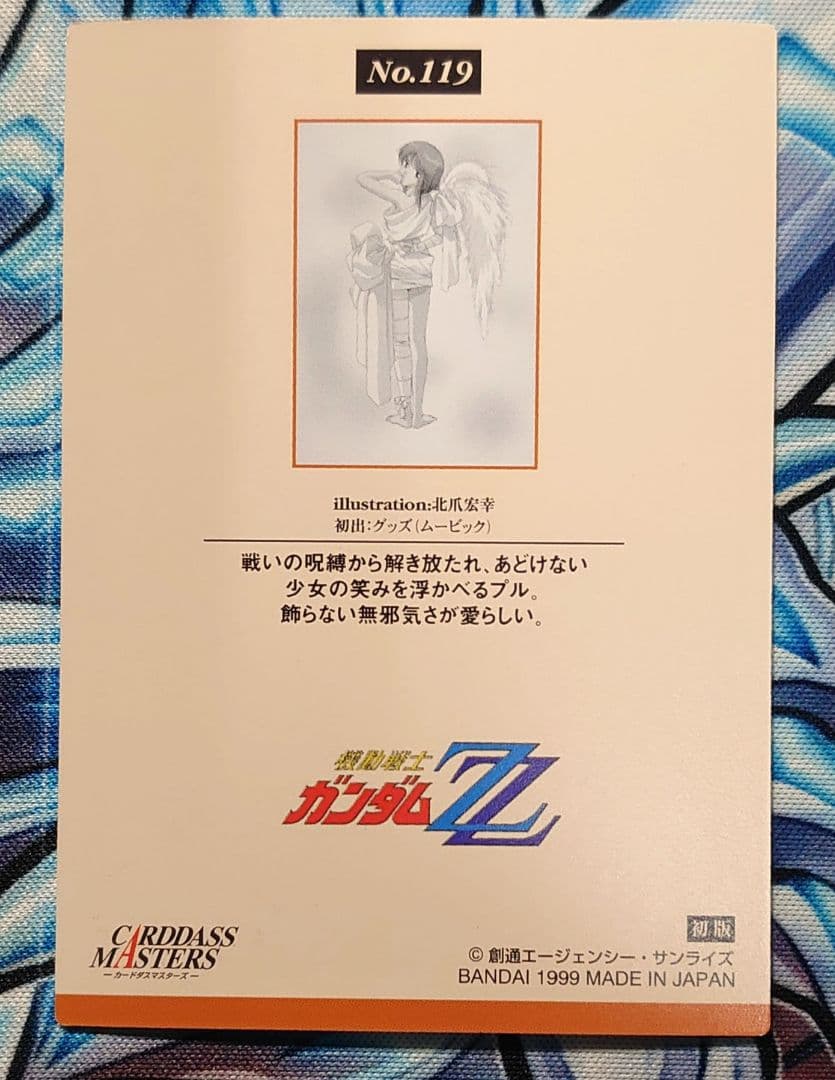 No.119
illustration:北爪宏幸
初出:グッズ(ムービック)
戦いの呪縛から解き放たれ、あどけない
少女の笑みを浮かべるプル。
飾らない無邪気さが愛らしい。
機動戦士
ガンダムZZ
CARDDASS
MASTERS
ーカードダスマスターズー
初版
© 創通エージェンシー・サンライズ
BANDAI 1999 MADE IN JAPAN